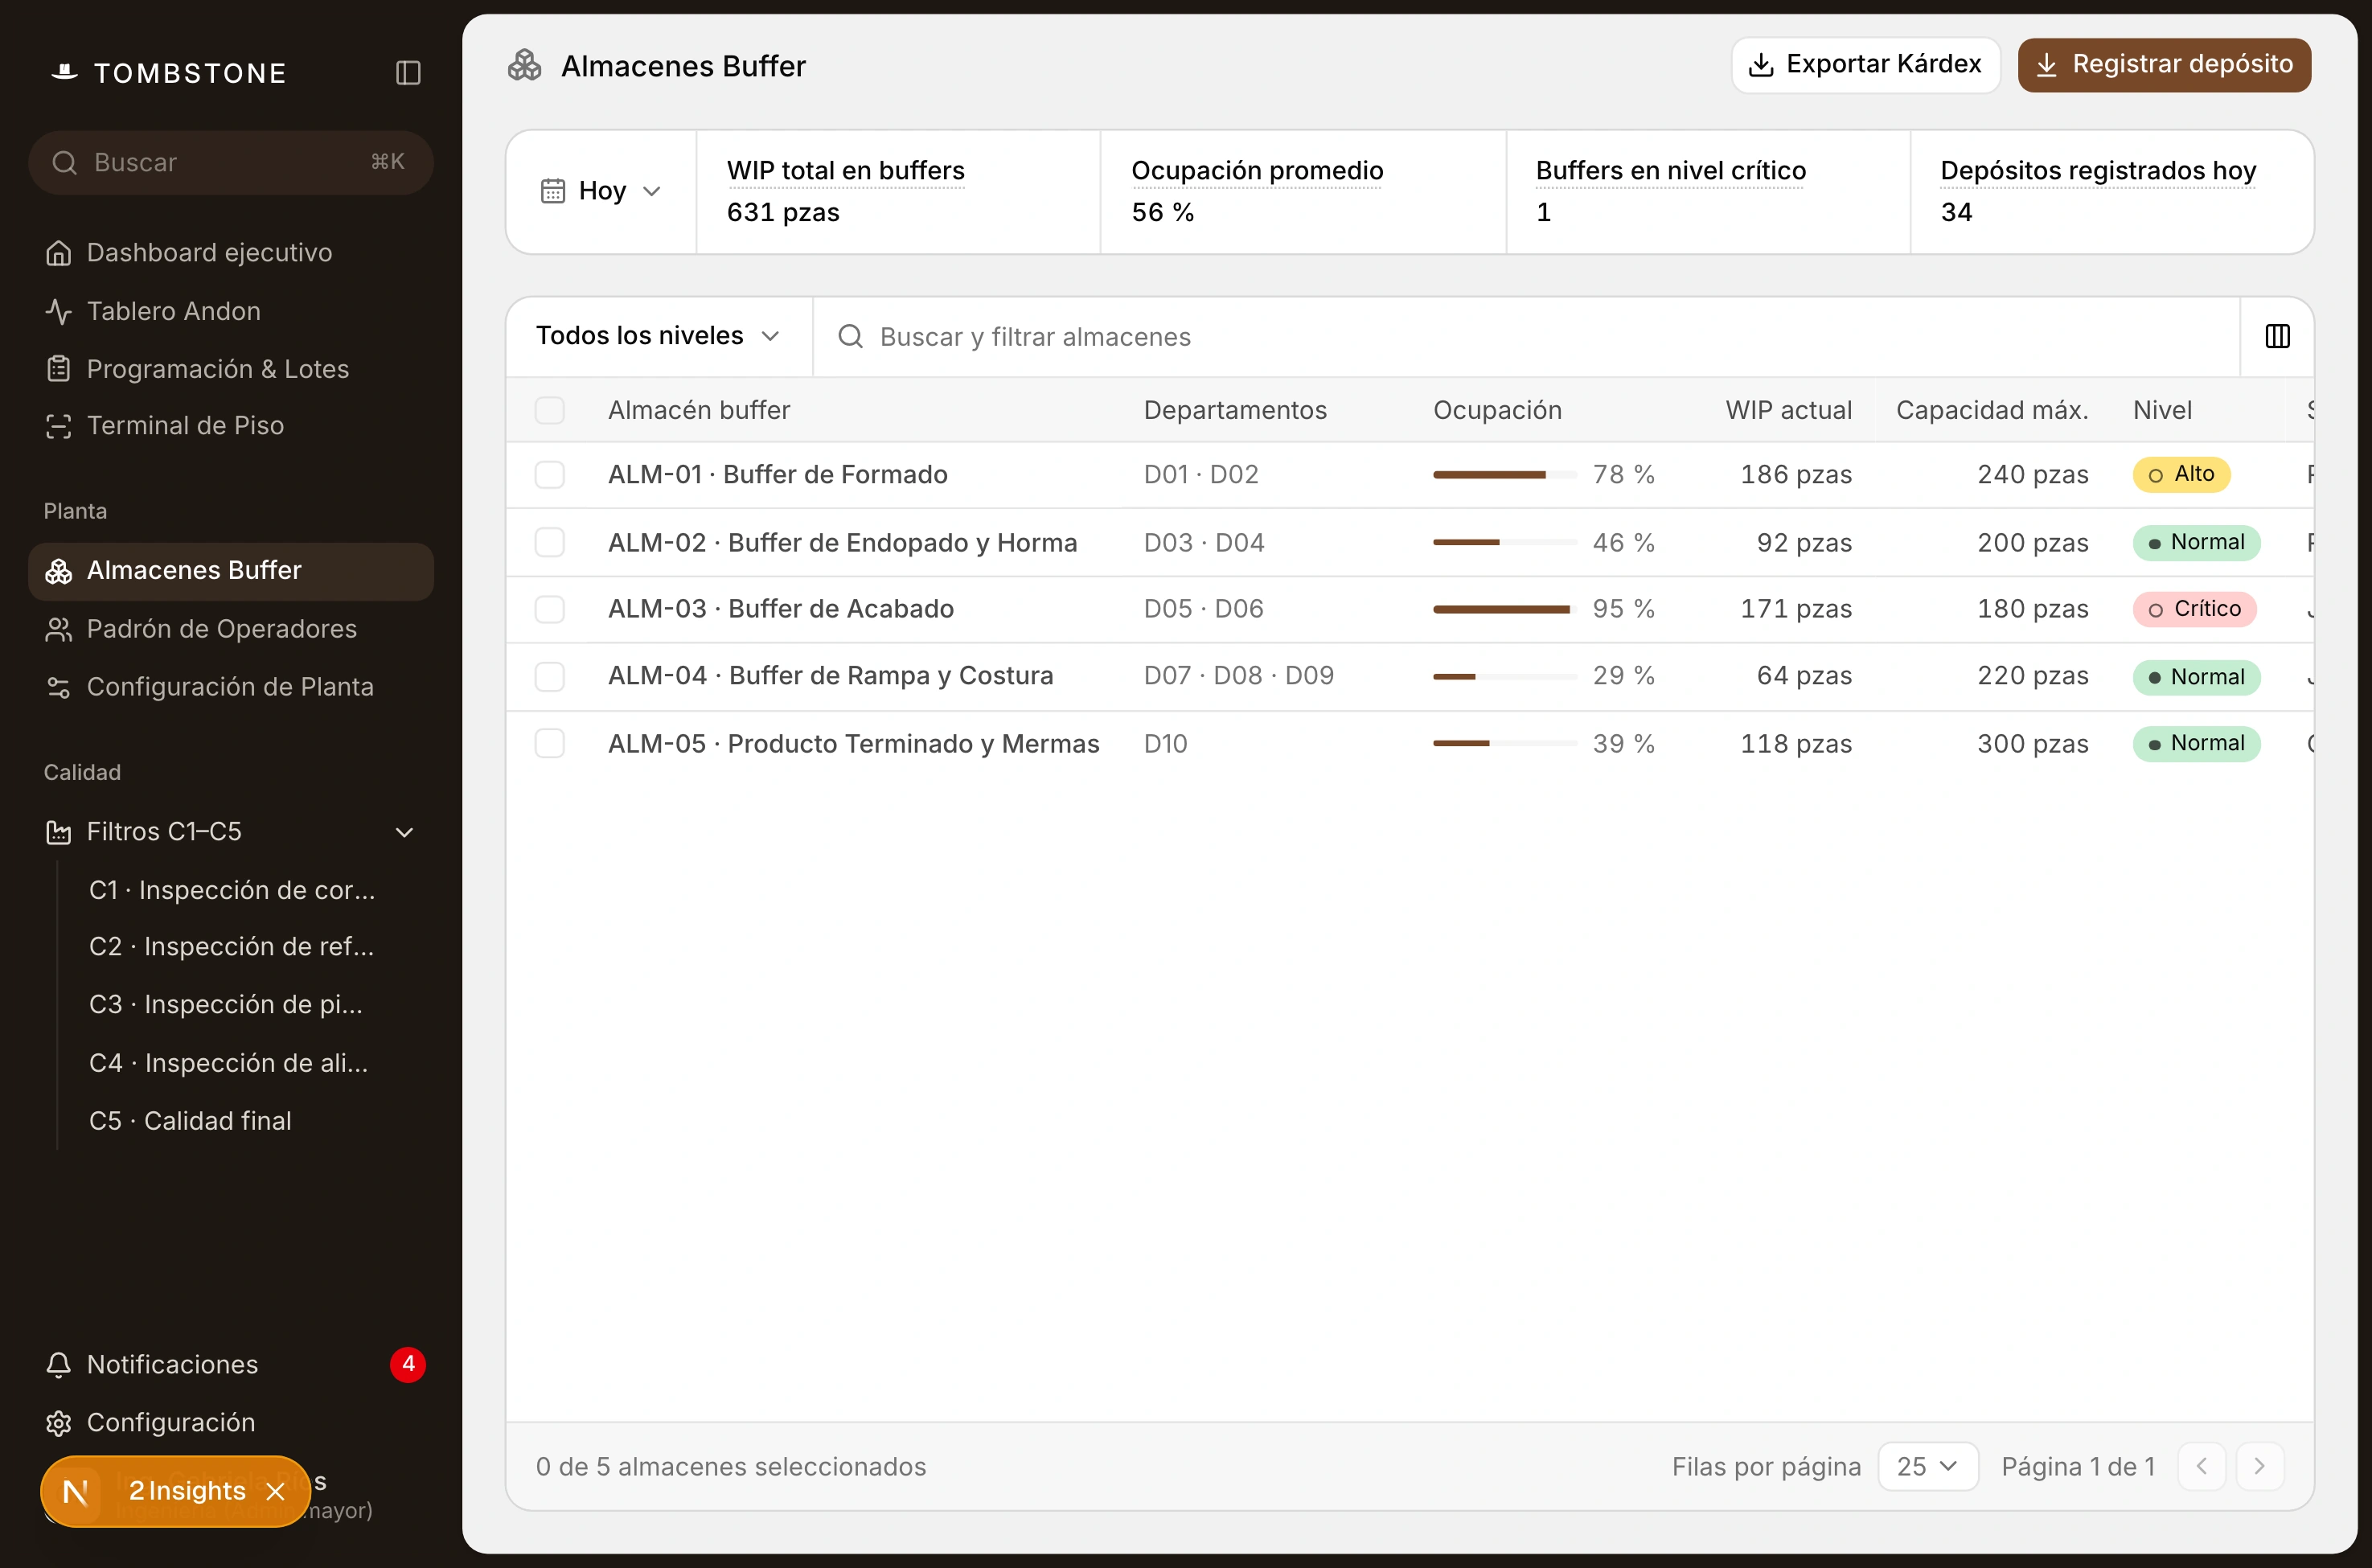 TOMBSTONE
Buscar ⌘K
Dashboard ejecutivo
Tablero Andon
Programación & Lotes
Terminal de Piso
Planta
Almacenes Buffer
Padrón de Operadores
Configuración de Planta
Calidad
Filtros C1–C5
C1 · Inspección de cor...
C2 · Inspección de ref...
C3 · Inspección de pi...
C4 · Inspección de ali...
C5 · Calidad final
Notificaciones 4
Configuración
2 Insights
mayor)
Almacenes Buffer
Exportar Kárdex
Registrar depósito
Hoy
WIP total en buffers
631 pzas
Ocupación promedio
56 %
Buffers en nivel crítico
1
Depósitos registrados hoy
34
Todos los niveles
Buscar y filtrar almacenes
Almacén buffer Departamentos Ocupación WIP actual Capacidad máx. Nivel
ALM-01 · Buffer de Formado D01 · D02 78 % 186 pzas 240 pzas Alto
ALM-02 · Buffer de Endopado y Horma D03 · D04 46 % 92 pzas 200 pzas Normal
ALM-03 · Buffer de Acabado D05 · D06 95 % 171 pzas 180 pzas Crítico
ALM-04 · Buffer de Rampa y Costura D07 · D08 · D09 29 % 64 pzas 220 pzas Normal
ALM-05 · Producto Terminado y Mermas D10 39 % 118 pzas 300 pzas Normal
0 de 5 almacenes seleccionados
Filas por página 25 Página 1 de 1